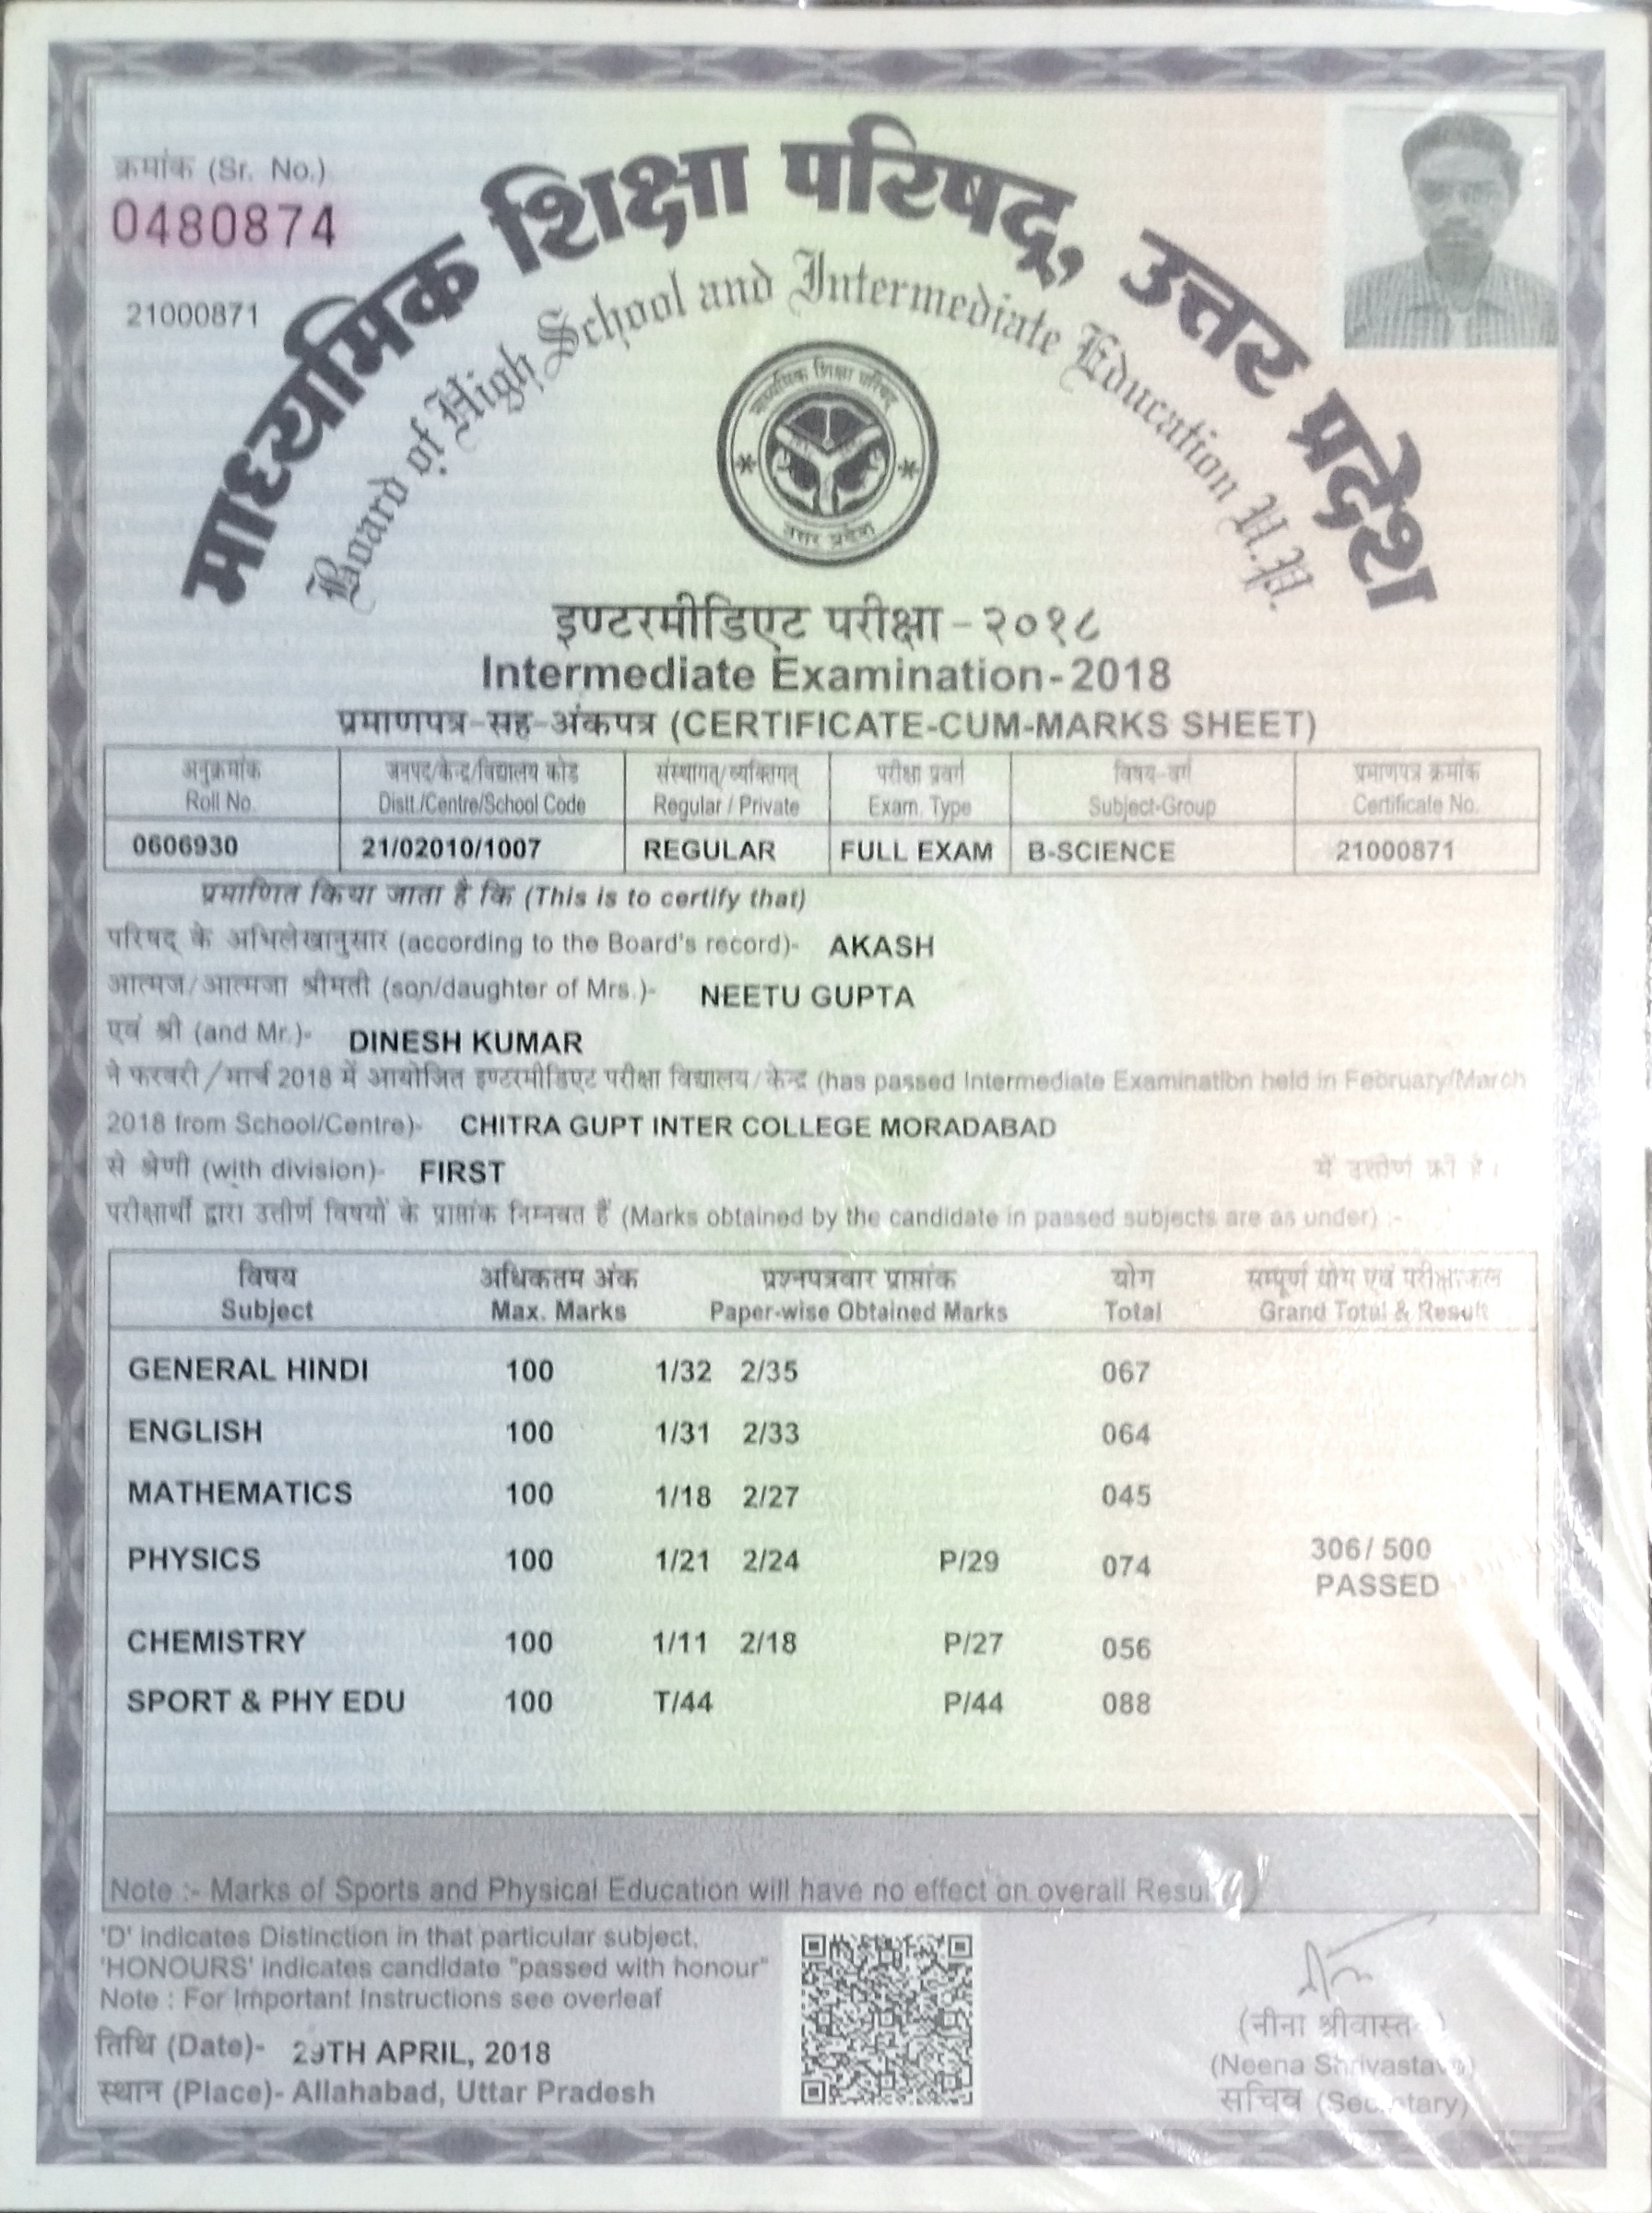 क्रमांक (Sr. No.)
0480874
21000871
माध्यमिक शिक्षा परिषद्, उत्तर प्रदेश
Board of High School and Intermediate Education U.P.
माध्यमिक शिक्षा परिषद्
उत्तर प्रदेश
इण्टरमीडिएट परीक्षा - २०१८
Intermediate Examination-2018
प्रमाणपत्र-सह-अंकपत्र (CERTIFICATE-CUM-MARKS SHEET)
अनुक्रमांक जनपद/केन्द्र/विद्यालय कोड संस्थागत/व्यक्तिगत परीक्षा प्रवर्ग विषय-वर्ग प्रमाणपत्र क्रमांक
Roll No. Distt./Centre/School Code Regular / Private Exam. Type Subject-Group Certificate No.
0606930 21/02010/1007 REGULAR FULL EXAM B-SCIENCE 21000871
प्रमाणित किया जाता है कि (This is to certify that)
परिषद् के अभिलेखानुसार (according to the Board's record)- AKASH
आत्मज/आत्मजा श्रीमती (son/daughter of Mrs.)- NEETU GUPTA
एवं श्री (and Mr.)- DINESH KUMAR
ने फरवरी/मार्च 2018 में आयोजित इण्टरमीडिएट परीक्षा विद्यालय/केन्द्र (has passed Intermediate Examination held in February/March
2018 from School/Centre)- CHITRA GUPT INTER COLLEGE MORADABAD
से श्रेणी (with division)- FIRST में उत्तीर्ण की है।
परीक्षार्थी द्वारा उत्तीर्ण विषयों के प्राप्तांक निम्नवत हैं (Marks obtained by the candidate in passed subjects are as under) :-
विषय अधिकतम अंक प्रश्नपत्रवार प्राप्तांक योग सम्पूर्ण योग एवं परीक्षाफल
Subject Max. Marks Paper-wise Obtained Marks Total Grand Total & Result
GENERAL HINDI 100 1/32 2/35 067
ENGLISH 100 1/31 2/33 064
MATHEMATICS 100 1/18 2/27 045
PHYSICS 100 1/21 2/24 P/29 074 306/ 500
PASSED
CHEMISTRY 100 1/11 2/18 P/27 056
SPORT & PHY EDU 100 T/44 P/44 088
Note :- Marks of Sports and Physical Education will have no effect on overall
'D' indicates Distinction in that particular subject.
'HONOURS' indicates candidate "passed with honour"
Note : For Important Instructions see overleaf
तिथि (Date)- APRIL, 2018
स्थान (Place)- Allahabad, Uttar Pradesh
(नीना
(Neena
सचिव (Secretary)